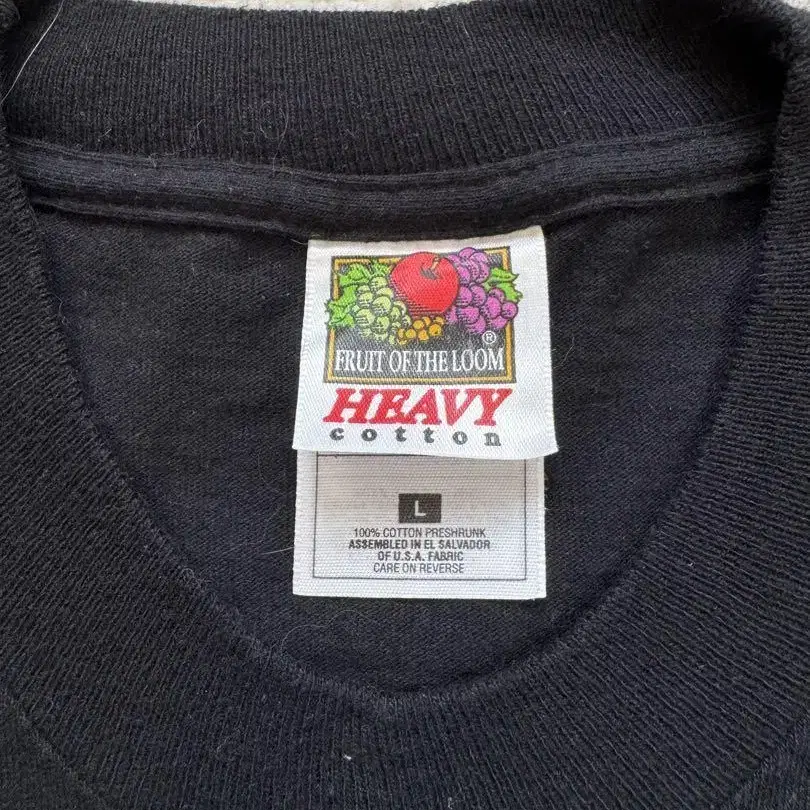 ®
FRUIT OF THE LOOM
HEAVY
cotton
L
100% COTTON PRESHRUNK
ASSEMBLED IN EL SALVADOR
OF U.S.A. FABRIC
CARE ON REVERSE